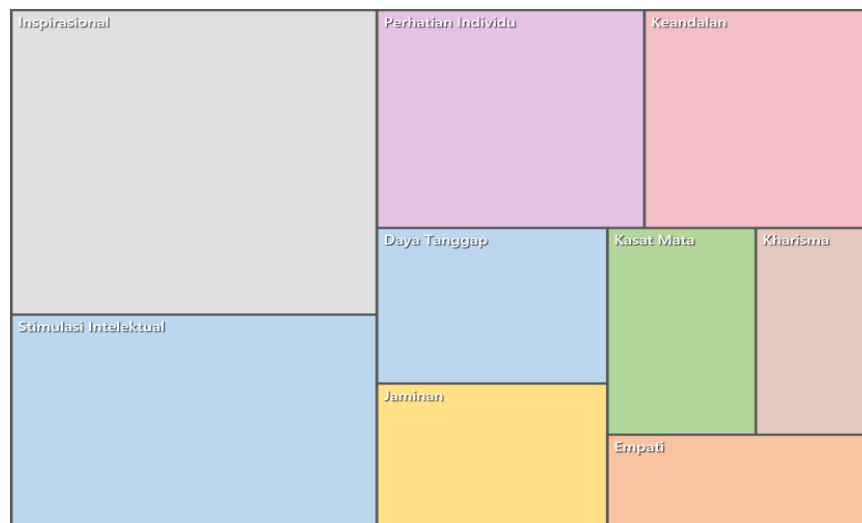 Inspirasional
Perhatian Individu
Keandalan
Daya Tanggap
Kasat Mata
Kharisma
Stimulasi Intelektual
Jaminan
Empati